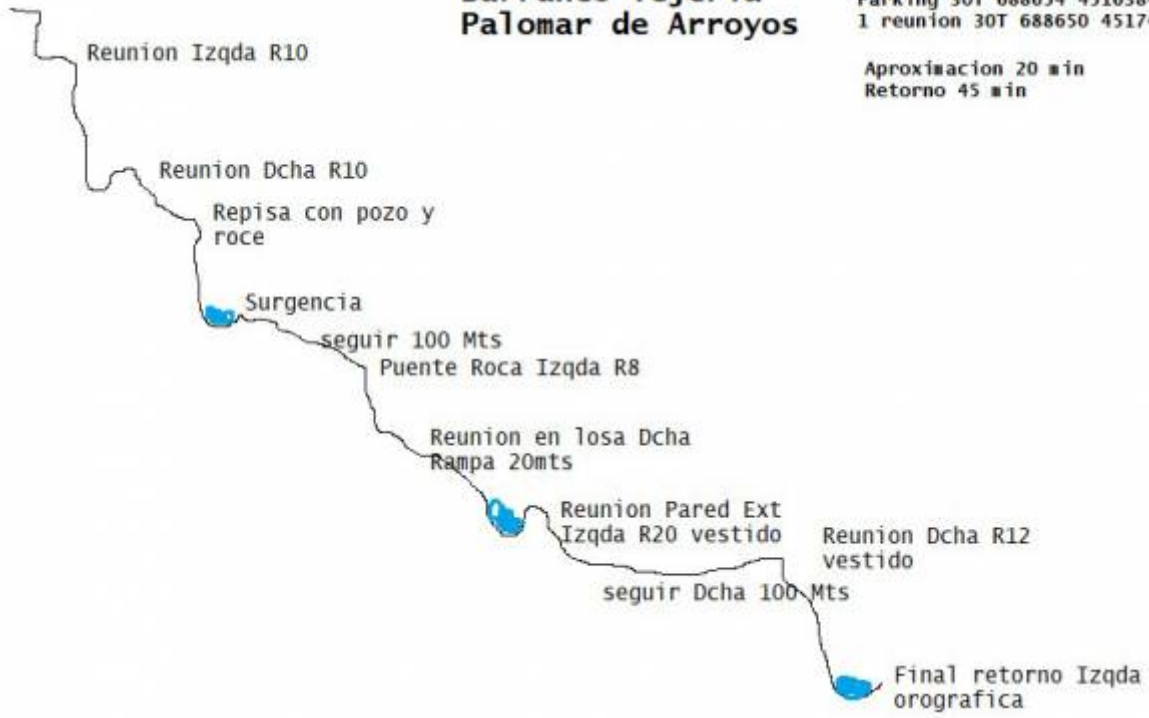 Palomar de Arroyos
1 reunion 30T 688650
Aproximacion 20 min
Retorno 45 min
Reunion Izqda R10
Reunion Dcha R10
Repisa con pozo y
roce
Surgencia
seguir 100 Mts
Puente Roca Izqda R8
Reunion en losa Dcha
Rampa 20mts
Reunion Pared Ext
Izqda R20 vestido
Reunion Dcha R12
vestido
seguir Dcha 100 Mts
Final retorno Izqda
orografica